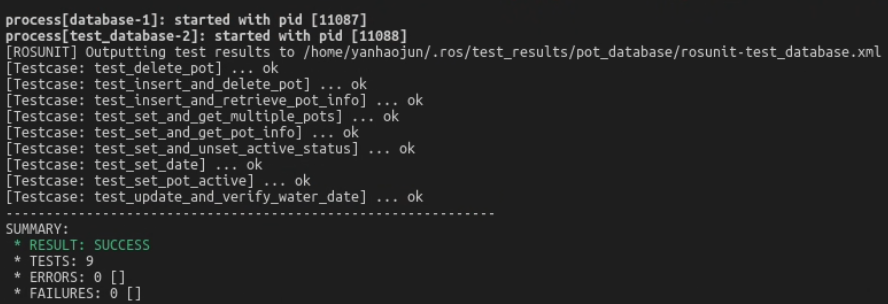 process[database-1]: started with pid [11087]
process[test_database-2]: started with pid [11088]
[ROSUNIT] Outputting test results to /home/yanhaojun/.ros/test_results/pot_database/rosunit-test_database.xml
[Testcase: test_delete_pot] ... ok
[Testcase: test_insert_and_delete_pot] ... ok
[Testcase: test_insert_and_retrieve_pot_info] ... ok
[Testcase: test_set_and_get_multiple_pots] ... ok
[Testcase: test_set_and_get_pot_info] ... ok
[Testcase: test_set_and_unset_active_status] ... ok
[Testcase: test_set_date] ... ok
[Testcase: test_set_pot_active] ... ok
[Testcase: test_update_and_verify_water_date] ... ok
-------------------------------------------------------------
SUMMARY:
 * RESULT: SUCCESS
 * TESTS: 9
 * ERRORS: 0 []
 * FAILURES: 0 []